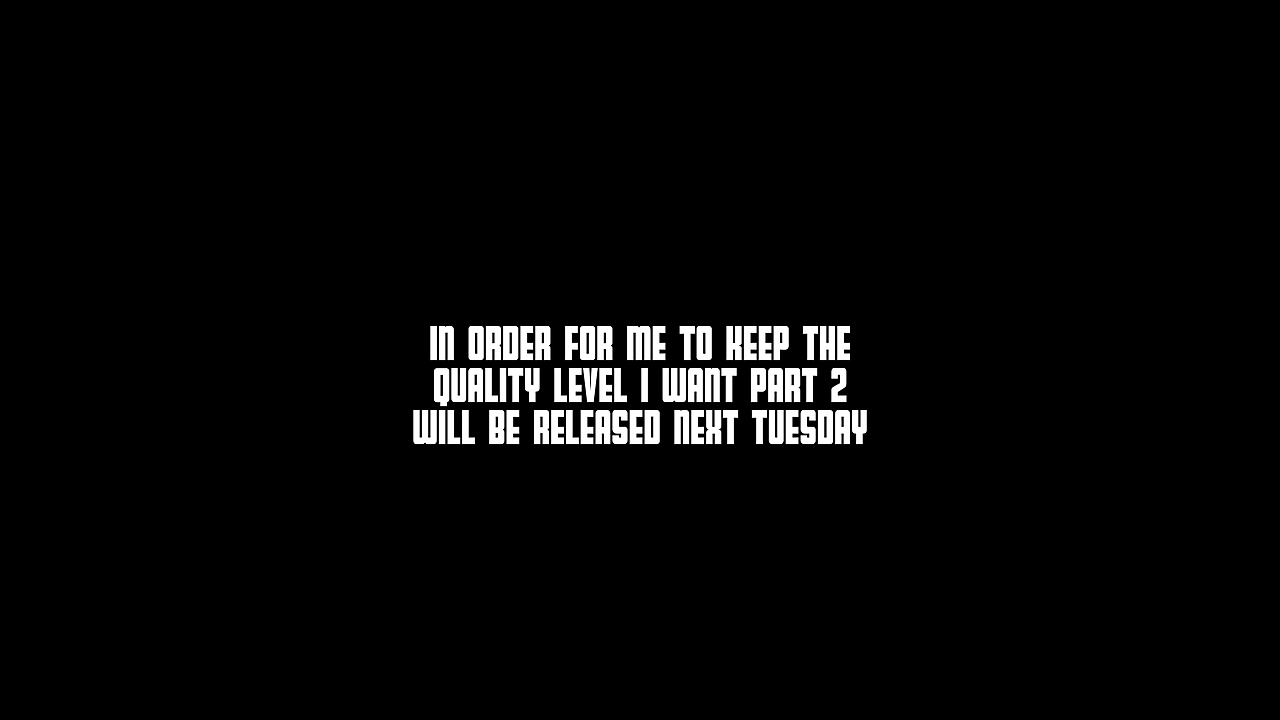 IN ORDER FOR ME TO KEEP THE
QUALITY LEVEL I WANT PART 2
WILL BE RELEASED NEXT TUESDAY